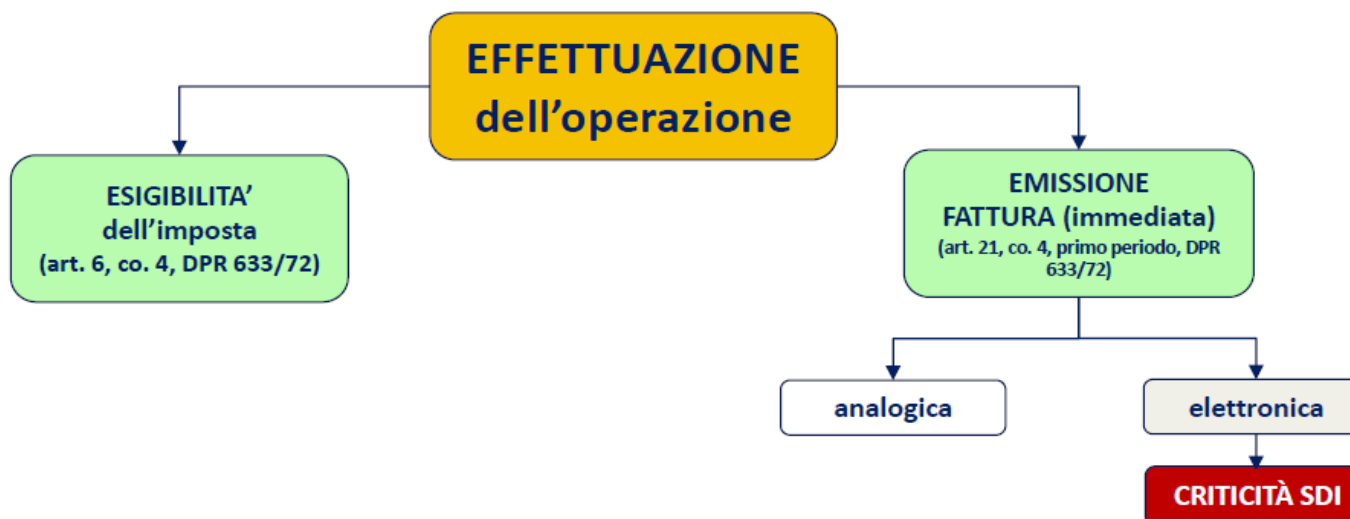 EFFETTUAZIONE
dell’operazione
ESIGIBILITA’
dell’imposta
(art. 6, co. 4, DPR 633/72)
EMISSIONE
FATTURA (immediata)
(art. 21, co. 4, primo periodo, DPR
633/72)
analogica
elettronica
CRITICITÀ SDI